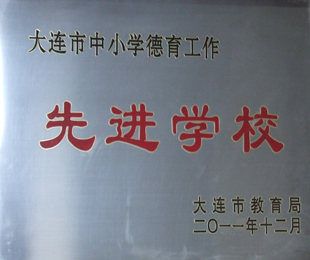 大连市中小学德育工作
先进学校
大连市教育局
二〇一一年十二月